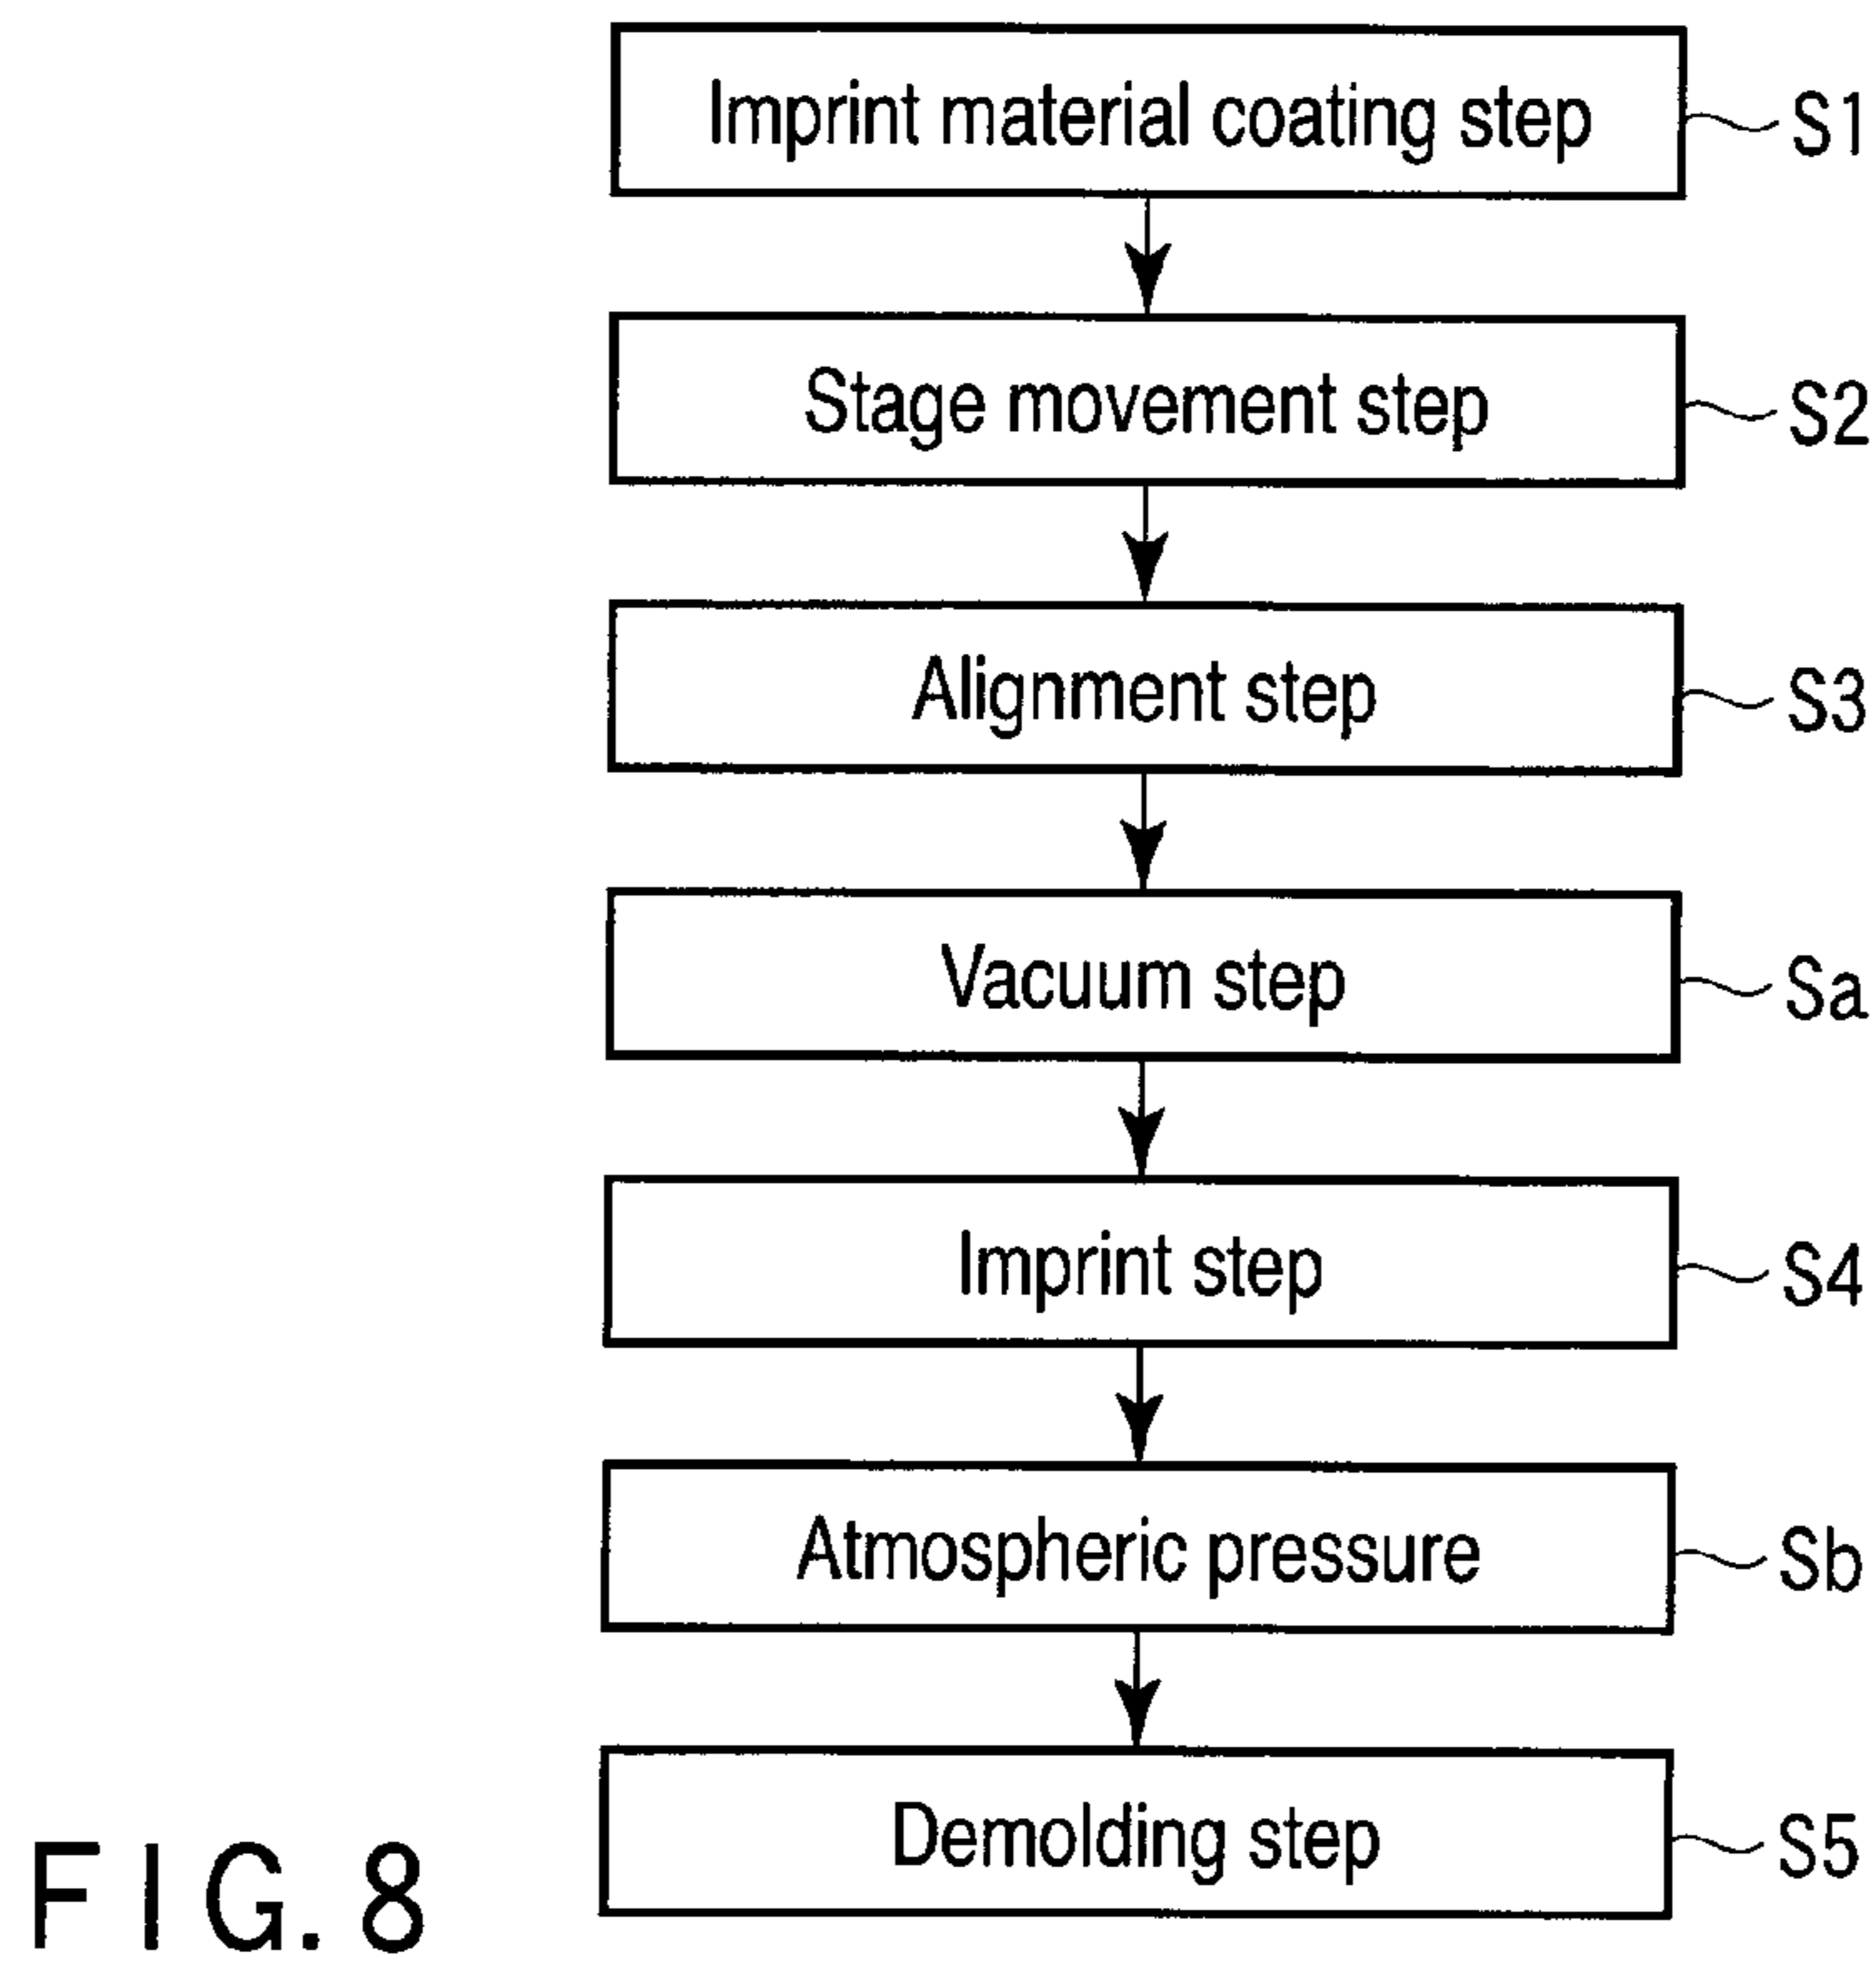 Imprint material coating step S1
Stage movement step S2
Alignment step S3
Vacuum step Sa
Imprint step S4
Atmospheric pressure Sb
Demolding step S5
FIG. 8